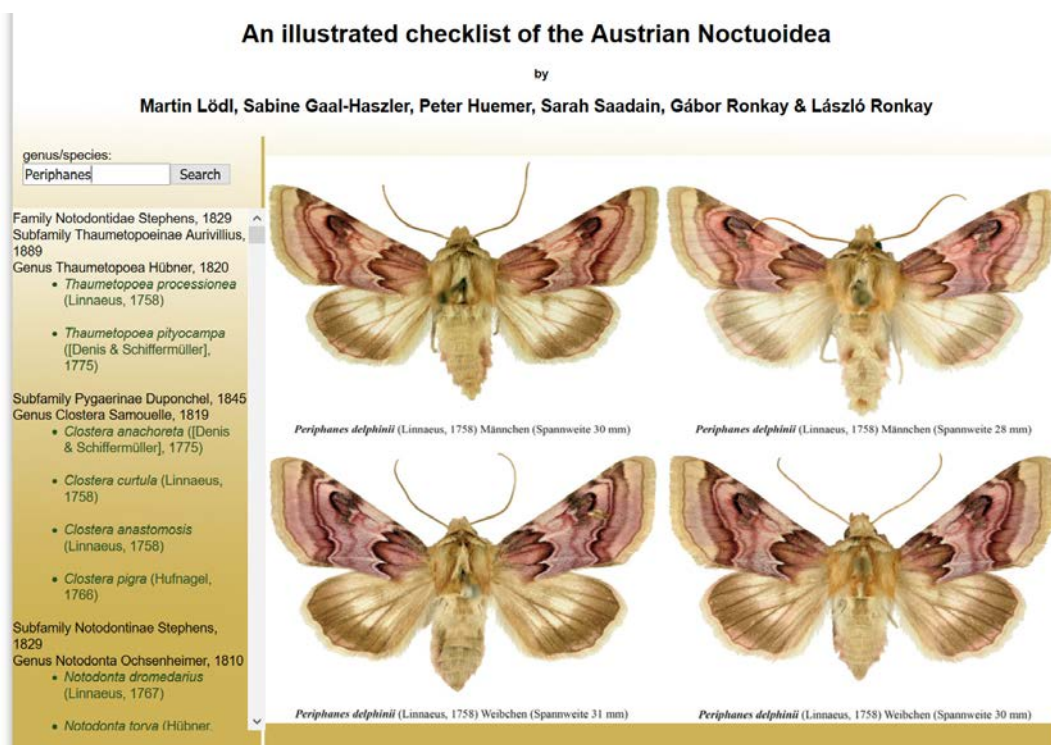 An illustrated checklist of the Austrian Noctuoidea
by
Martin Lödl, Sabine Gaal-Haszler, Peter Huemer, Sarah Saadain, Gábor Ronkay & László Ronkay
genus/species:
Periphanes
Search
Family Notodontidae Stephens, 1829
Subfamily Thaumetopoeinae Aurivillius,
1889
Genus Thaumetopoea Hübner, 1820
• Thaumetopoea processionea
(Linnaeus, 1758)
• Thaumetopoea pityocampa
([Denis & Schiffermüller],
1775)
Subfamily Pygaerinae Duponchel, 1845
Genus Clostera Samouelle, 1819
• Clostera anachoreta ([Denis
& Schiffermüller], 1775)
• Clostera curtula (Linnaeus,
1758)
• Clostera anastomosis
(Linnaeus, 1758)
• Clostera pigra (Hufnagel,
1766)
Subfamily Notodontinae Stephens,
1829
Genus Notodonta Ochsenheimer, 1810
• Notodonta dromedarius
(Linnaeus, 1767)
• Notodonta torva (Hübner,
Periphanes delphinii (Linnaeus, 1758) Männchen (Spannweite 30 mm)
Periphanes delphinii (Linnaeus, 1758) Männchen (Spannweite 28 mm)
Periphanes delphinii (Linnaeus, 1758) Weibchen (Spannweite 31 mm)
Periphanes delphinii (Linnaeus, 1758) Weibchen (Spannweite 30 mm)